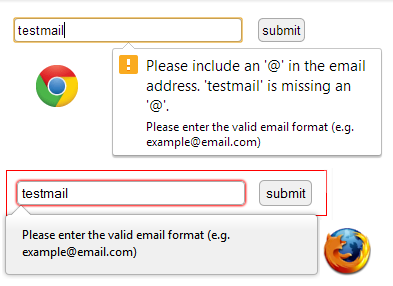 testmail submit
Please include an '@' in the email
address. 'testmail' is missing an
'@'.
Please enter the valid email format (e.g.
example@email.com)
testmail submit
Please enter the valid email format (e.g.
example@email.com)